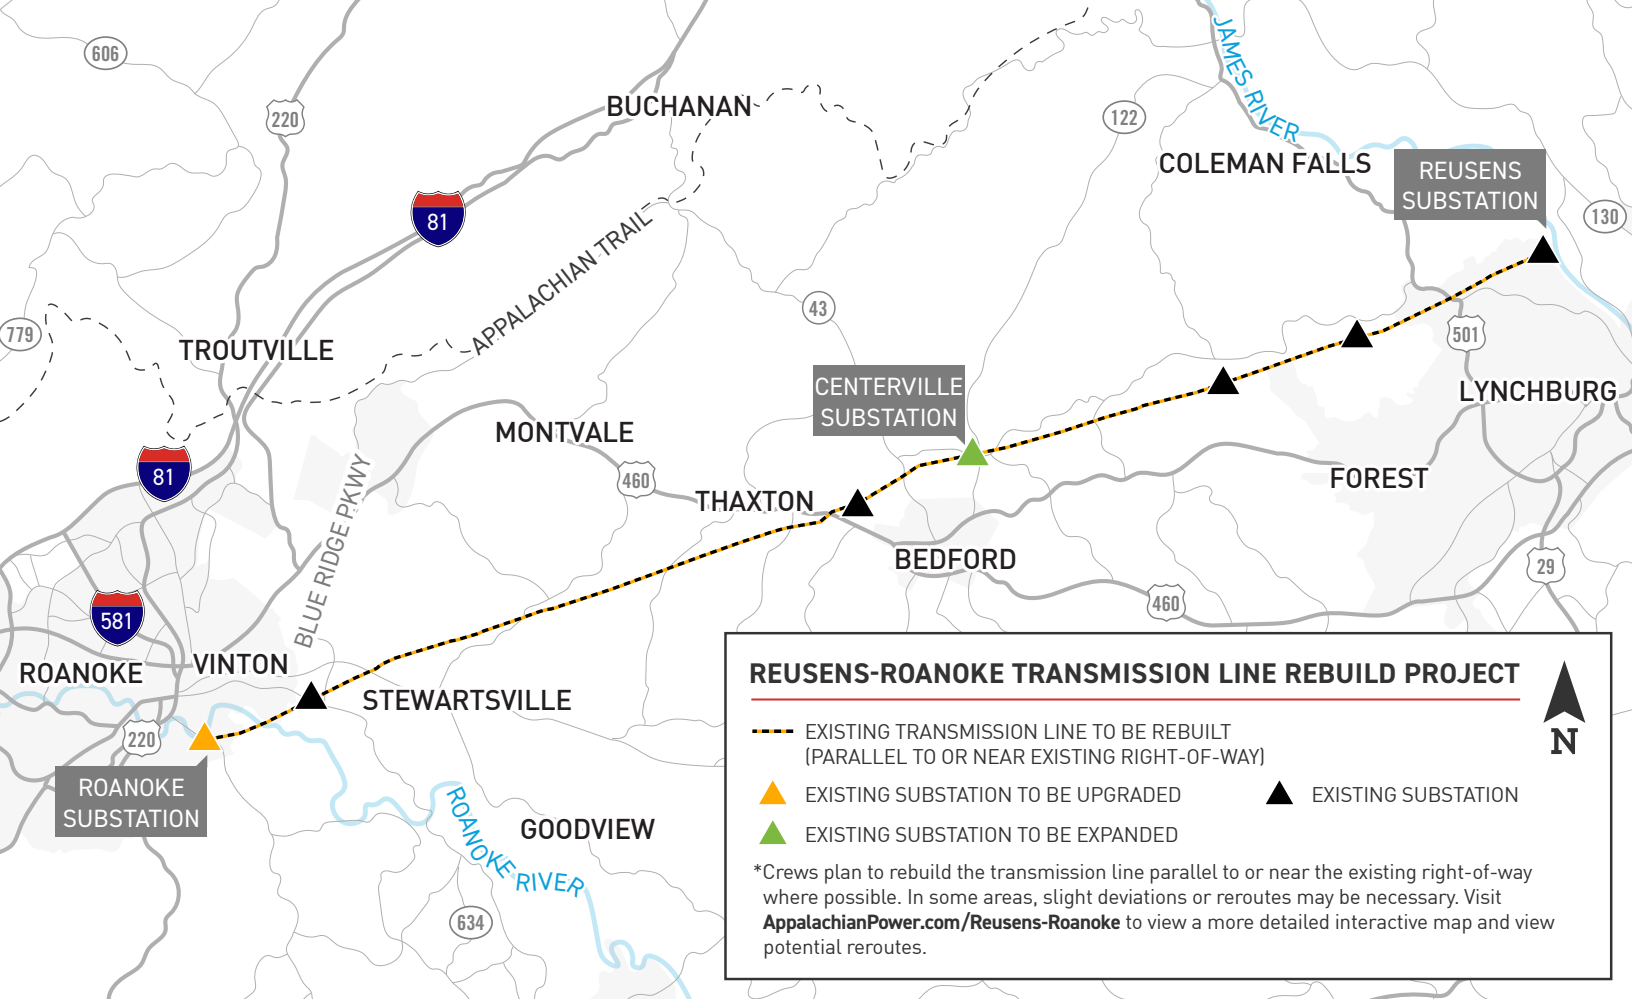 606
220
BUCHANAN
122
JAMES RIVER
COLEMAN FALLS
REUSENS
SUBSTATION
130
81
APPALACHIAN TRAIL
43
779
TROUTVILLE
501
CENTERVILLE
SUBSTATION
LYNCHBURG
MONTVALE
81
460
THAXTON
FOREST
BLUE RIDGE PKWY
BEDFORD
29
460
581
ROANOKE
VINTON
STEWARTSVILLE
220
ROANOKE
SUBSTATION
ROANOKE RIVER
GOODVIEW
634
REUSENS-ROANOKE TRANSMISSION LINE REBUILD PROJECT
N
EXISTING TRANSMISSION LINE TO BE REBUILT
(PARALLEL TO OR NEAR EXISTING RIGHT-OF-WAY)
EXISTING SUBSTATION TO BE UPGRADED
EXISTING SUBSTATION
EXISTING SUBSTATION TO BE EXPANDED
*Crews plan to rebuild the transmission line parallel to or near the existing right-of-way
where possible. In some areas, slight deviations or reroutes may be necessary. Visit
AppalachianPower.com/Reusens-Roanoke to view a more detailed interactive map and view
potential reroutes.